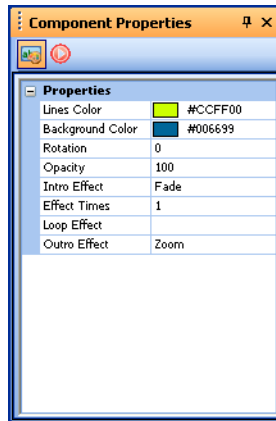 Component Properties
Properties
Lines Color #CCFF00
Background Color #006699
Rotation 0
Opacity 100
Intro Effect Fade
Effect Times 1
Loop Effect
Outro Effect Zoom